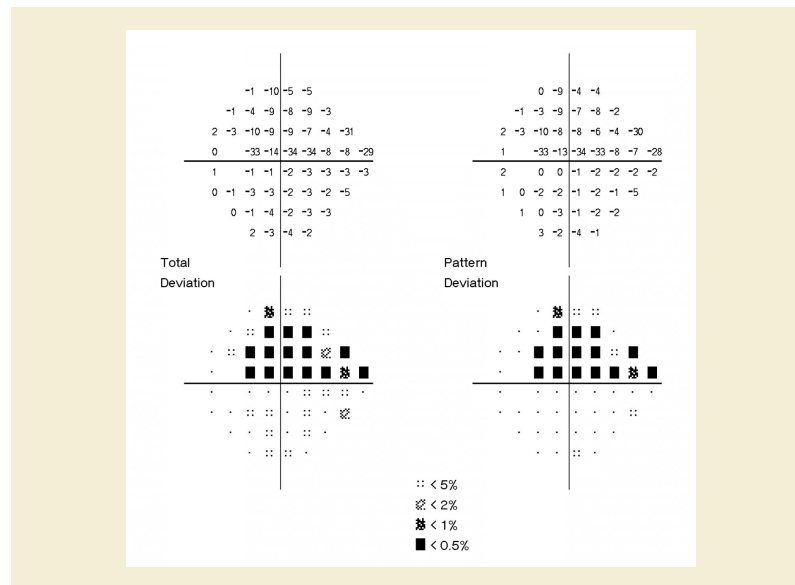 -1 -10 -5 -5
-1 -4 -9 -8 -9 -3
2 -3 -10 -9 -9 -7 -4 -31
0 -33 -14 -34 -34 -8 -8 -29
1 -1 -1 -2 -3 -3 -3 -3
0 -1 -3 -3 -2 -3 -2 -5
0 -1 -4 -2 -3 -3
2 -3 -4 -2
Total
Deviation
0 -9 -4 -4
-1 -3 -9 -7 -8 -2
2 -3 -10 -8 -8 -6 -4 -30
1 -33 -13 -34 -33 -8 -7 -28
2 0 0 -1 -2 -2 -2 -2
1 0 -2 -2 -1 -2 -1 -5
1 0 -3 -1 -2 -2
3 -2 -4 -1
Pattern
Deviation
< 5%
< 2%
< 1%
< 0.5%